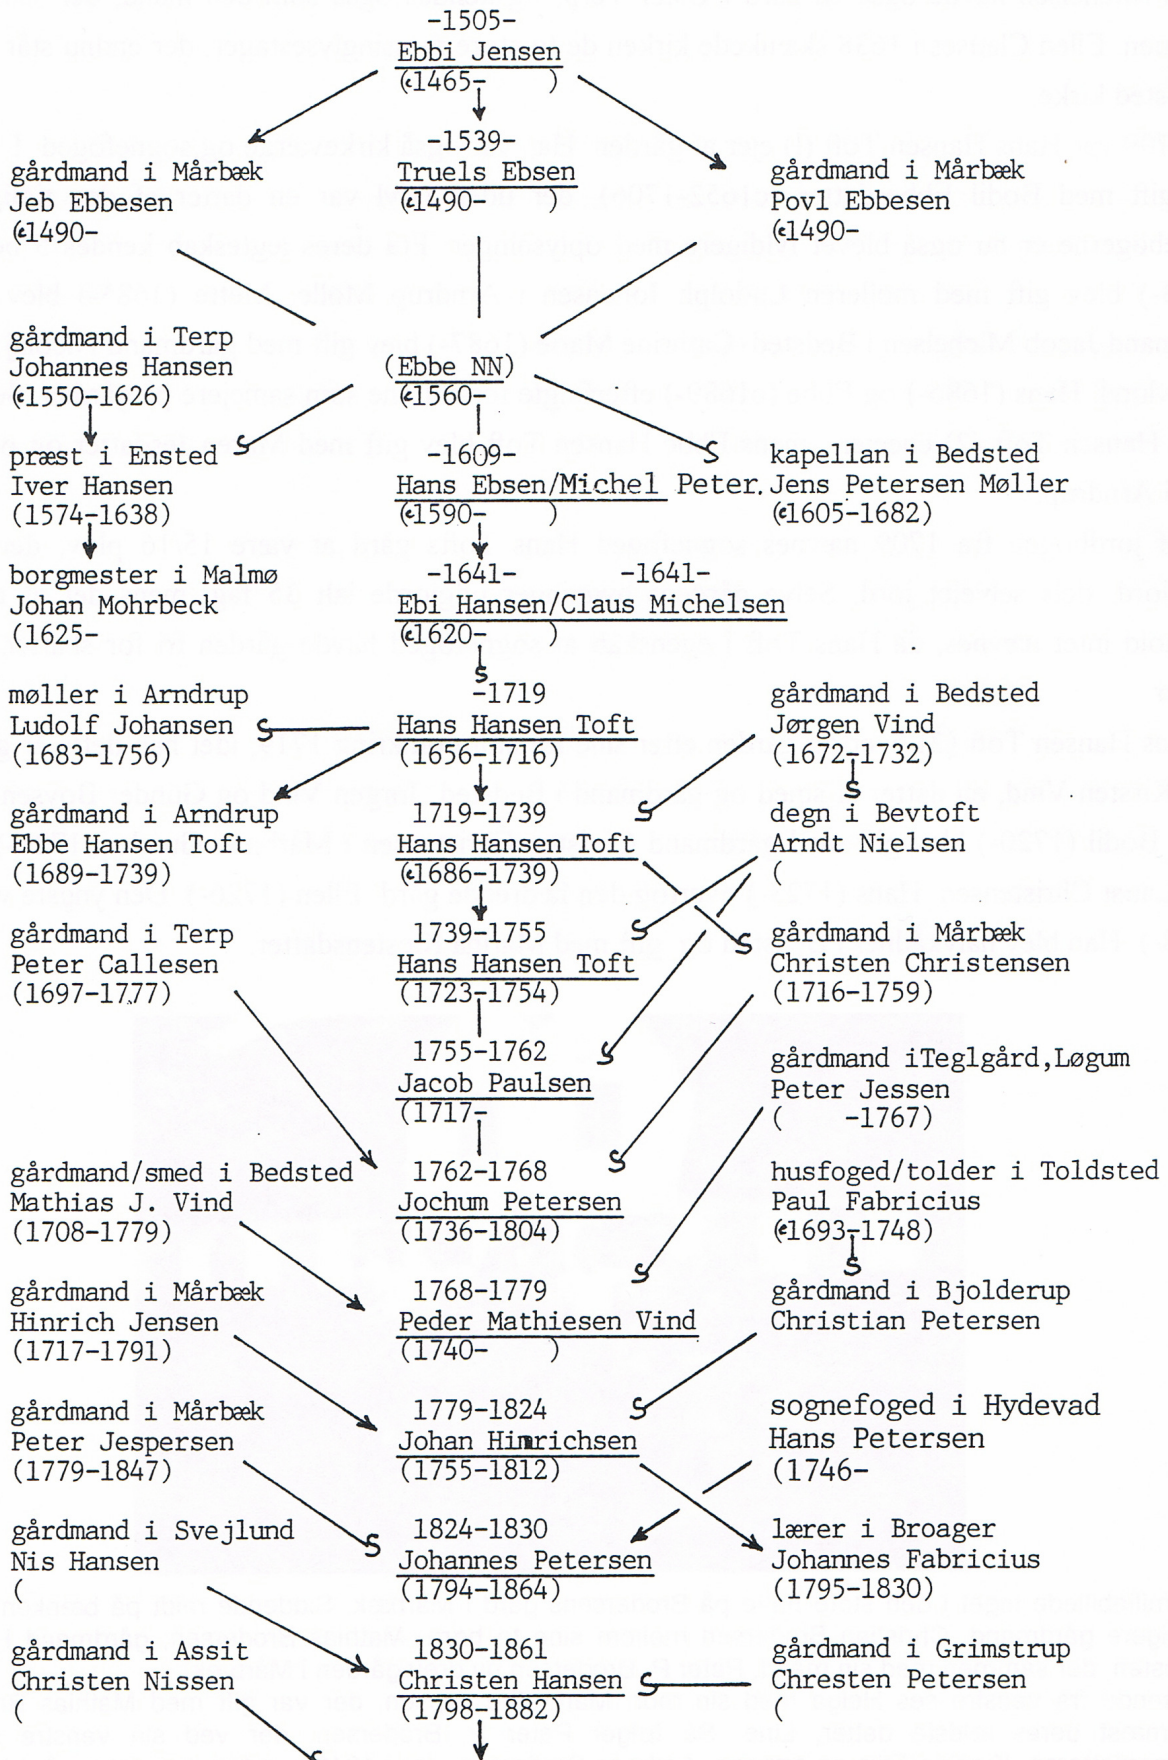 -1505-
Ebbi Jensen
(c1465- )
-1539-
gårdmand i Mårbæk
Jeb Ebbesen
(c1490-
Truels Ebsen
(c1490- )
gårdmand i Mårbæk
Povl Ebbesen
(c1490-
gårdmand i Terp
Johannes Hansen
(c1550-1626)
(Ebbe NN)
(c1560-
præst i Ensted
Iver Hansen
(1574-1638)
-1609-
Hans Ebsen/Michel Peter.
(c1590- )
kapellan i Bedsted
Jens Petersen Møller
(c1605-1682)
borgmester i Malmø
Johan Mohrbeck
(1625-
-1641- -1641-
Ebi Hansen/Claus Michelsen
(c1620- )
møller i Arndrup
Ludolf Johansen
(1683-1756)
-1719
Hans Hansen Toft
(1656-1716)
gårdmand i Bedsted
Jørgen Vind
(1672-1732)
gårdmand i Arndrup
Ebbe Hansen Toft
(1689-1739)
1719-1739
Hans Hansen Toft
(c1686-1739)
degn i Bevtoft
Arndt Nielsen
(
gårdmand i Terp
Peter Callesen
(1697-1777)
1739-1755
Hans Hansen Toft
(1723-1754)
gårdmand i Mårbæk
Christen Christensen
(1716-1759)
1755-1762
Jacob Paulsen
(1717-
gårdmand iTeglgård,Løgum
Peter Jessen
( -1767)
gårdmand/smed i Bedsted
Mathias J. Vind
(1708-1779)
1762-1768
Jochum Petersen
(1736-1804)
husfoged/tolder i Toldsted
Paul Fabricius
(c1693-1748)
gårdmand i Mårbæk
Hinrich Jensen
(1717-1791)
1768-1779
Peder Mathiesen Vind
(1740- )
gårdmand i Bjolderup
Christian Petersen
gårdmand i Mårbæk
Peter Jespersen
(1779-1847)
1779-1824
Johan Hinrichsen
(1755-1812)
sognefoged i Hydevad
Hans Petersen
(1746-
gårdmand i Svejlund
Nis Hansen
(
1824-1830
Johannes Petersen
(1794-1864)
lærer i Broager
Johannes Fabricius
(1795-1830)
gårdmand i Assit
Christen Nissen
(
1830-1861
Christen Hansen
(1798-1882)
gårdmand i Grimstrup
Chresten Petersen
(